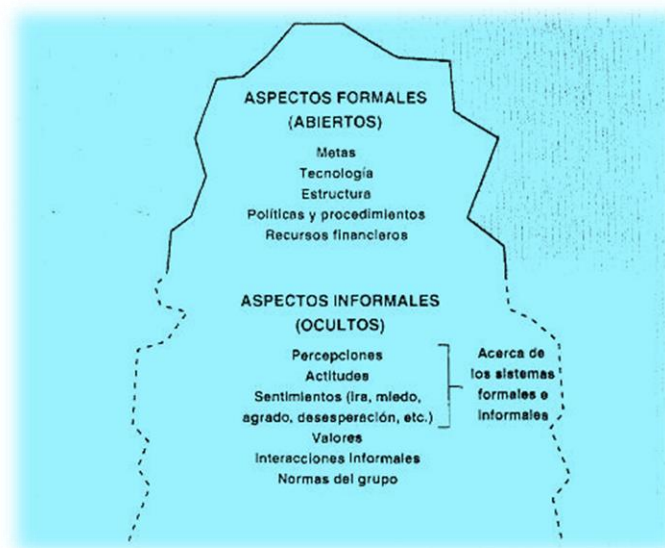 ASPECTOS FORMALES
(ABIERTOS)
Metas
Tecnología
Estructura
Políticas y procedimientos
Recursos financieros
ASPECTOS INFORMALES
(OCULTOS)
Percepciones
Actitudes
Sentimientos (ira, miedo,
agrado, desesperación, etc.)
Valores
Interacciones Informales
Normas del grupo
Acerca de
los sistemas
formales e
informales